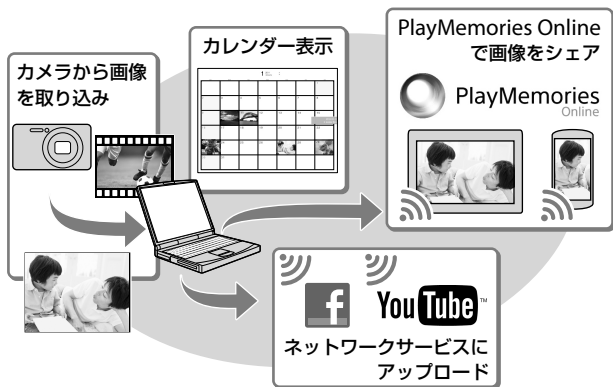 カメラから画像
を取り込み
カレンダー表示
1
PlayMemories Online
で画像をシェア
PlayMemories
Online
f
YouTube™
ネットワークサービスに
アップロード